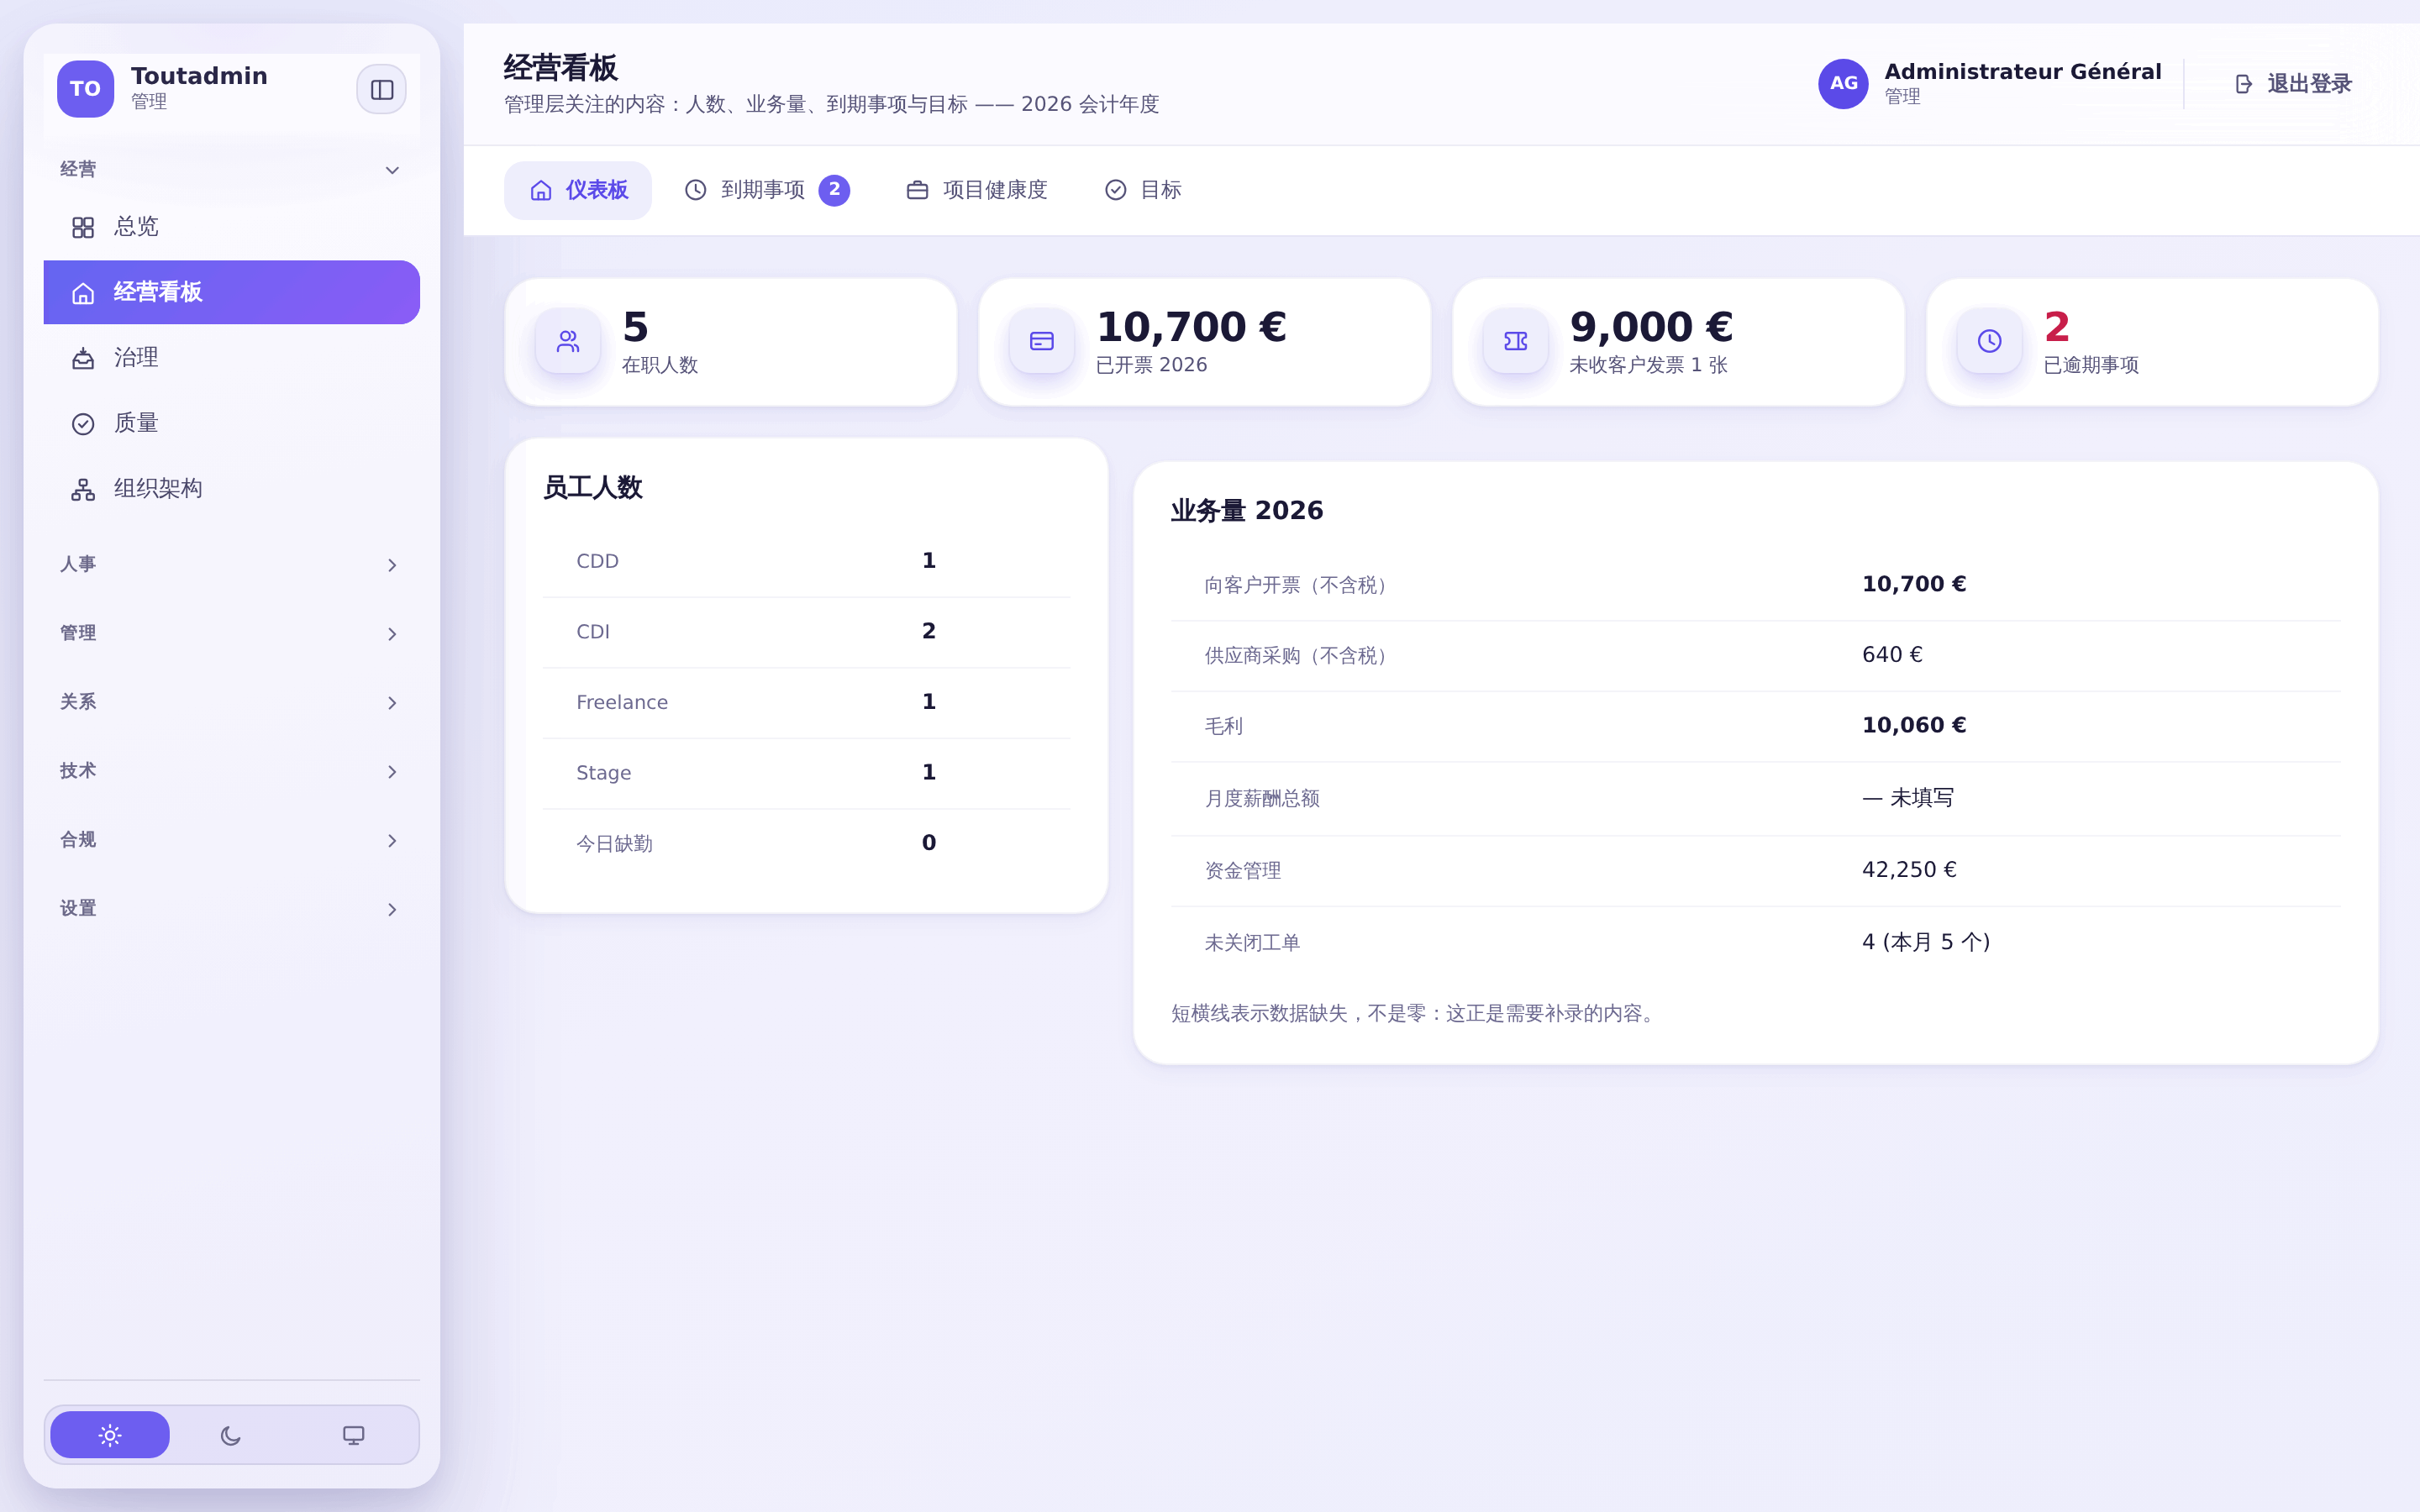 TO
Toutadmin
管理
经营
总览
经营看板
治理
质量
组织架构
人事
管理
关系
技术
合规
设置
经营看板
管理层关注的内容：人数、业务量、到期事项与目标 —— 2026 会计年度
AG
Administrateur Général
管理
退出登录
仪表板
到期事项 2
项目健康度
目标
5
在职人数
10,700 €
已开票 2026
9,000 €
未收客户发票 1 张
2
已逾期事项
员工人数
CDD 1
CDI 2
Freelance 1
Stage 1
今日缺勤 0
业务量 2026
向客户开票（不含税） 10,700 €
供应商采购（不含税） 640 €
毛利 10,060 €
月度薪酬总额 — 未填写
资金管理 42,250 €
未关闭工单 4 (本月 5 个)
短横线表示数据缺失，不是零：这正是需要补录的内容。